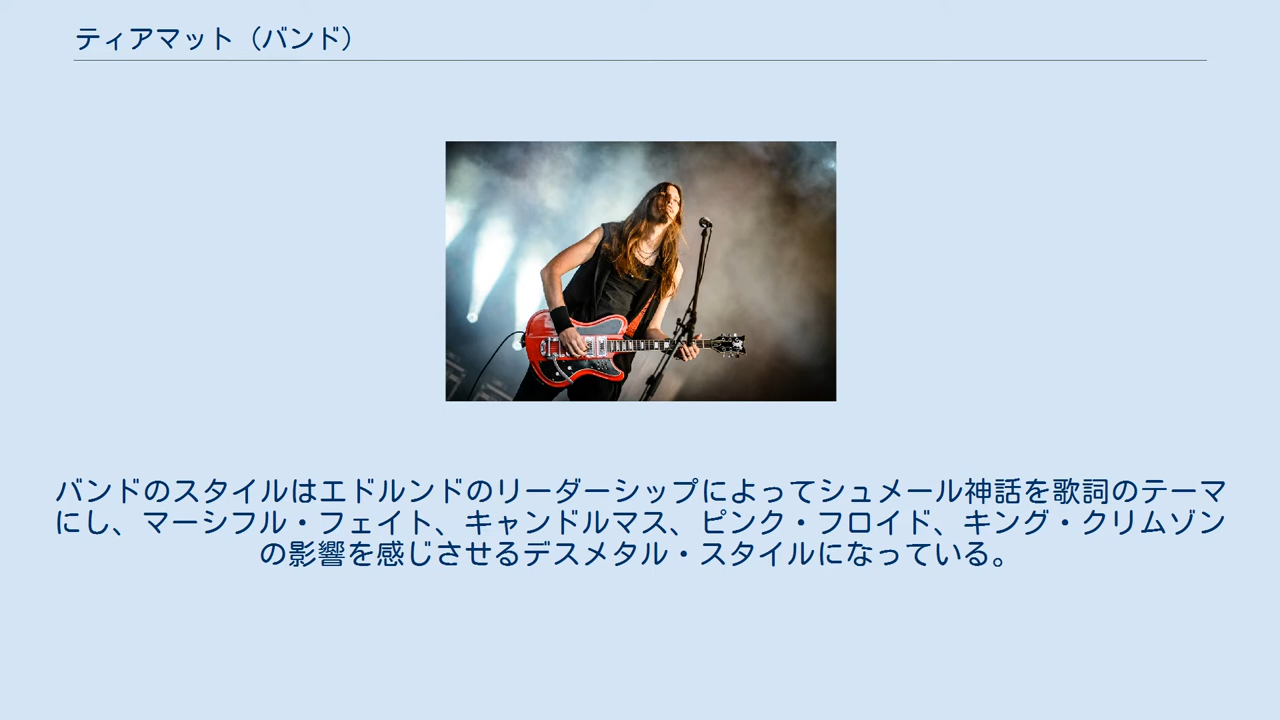 ティアマット（バンド）
バンドのスタイルはエドルンドのリーダーシップによってシュメール神話を歌詞のテーマ
にし、マーシフル・フェイト、キャンドルマス、ピンク・フロイド、キング・クリムゾン
の影響を感じさせるデスメタル・スタイルになっている。